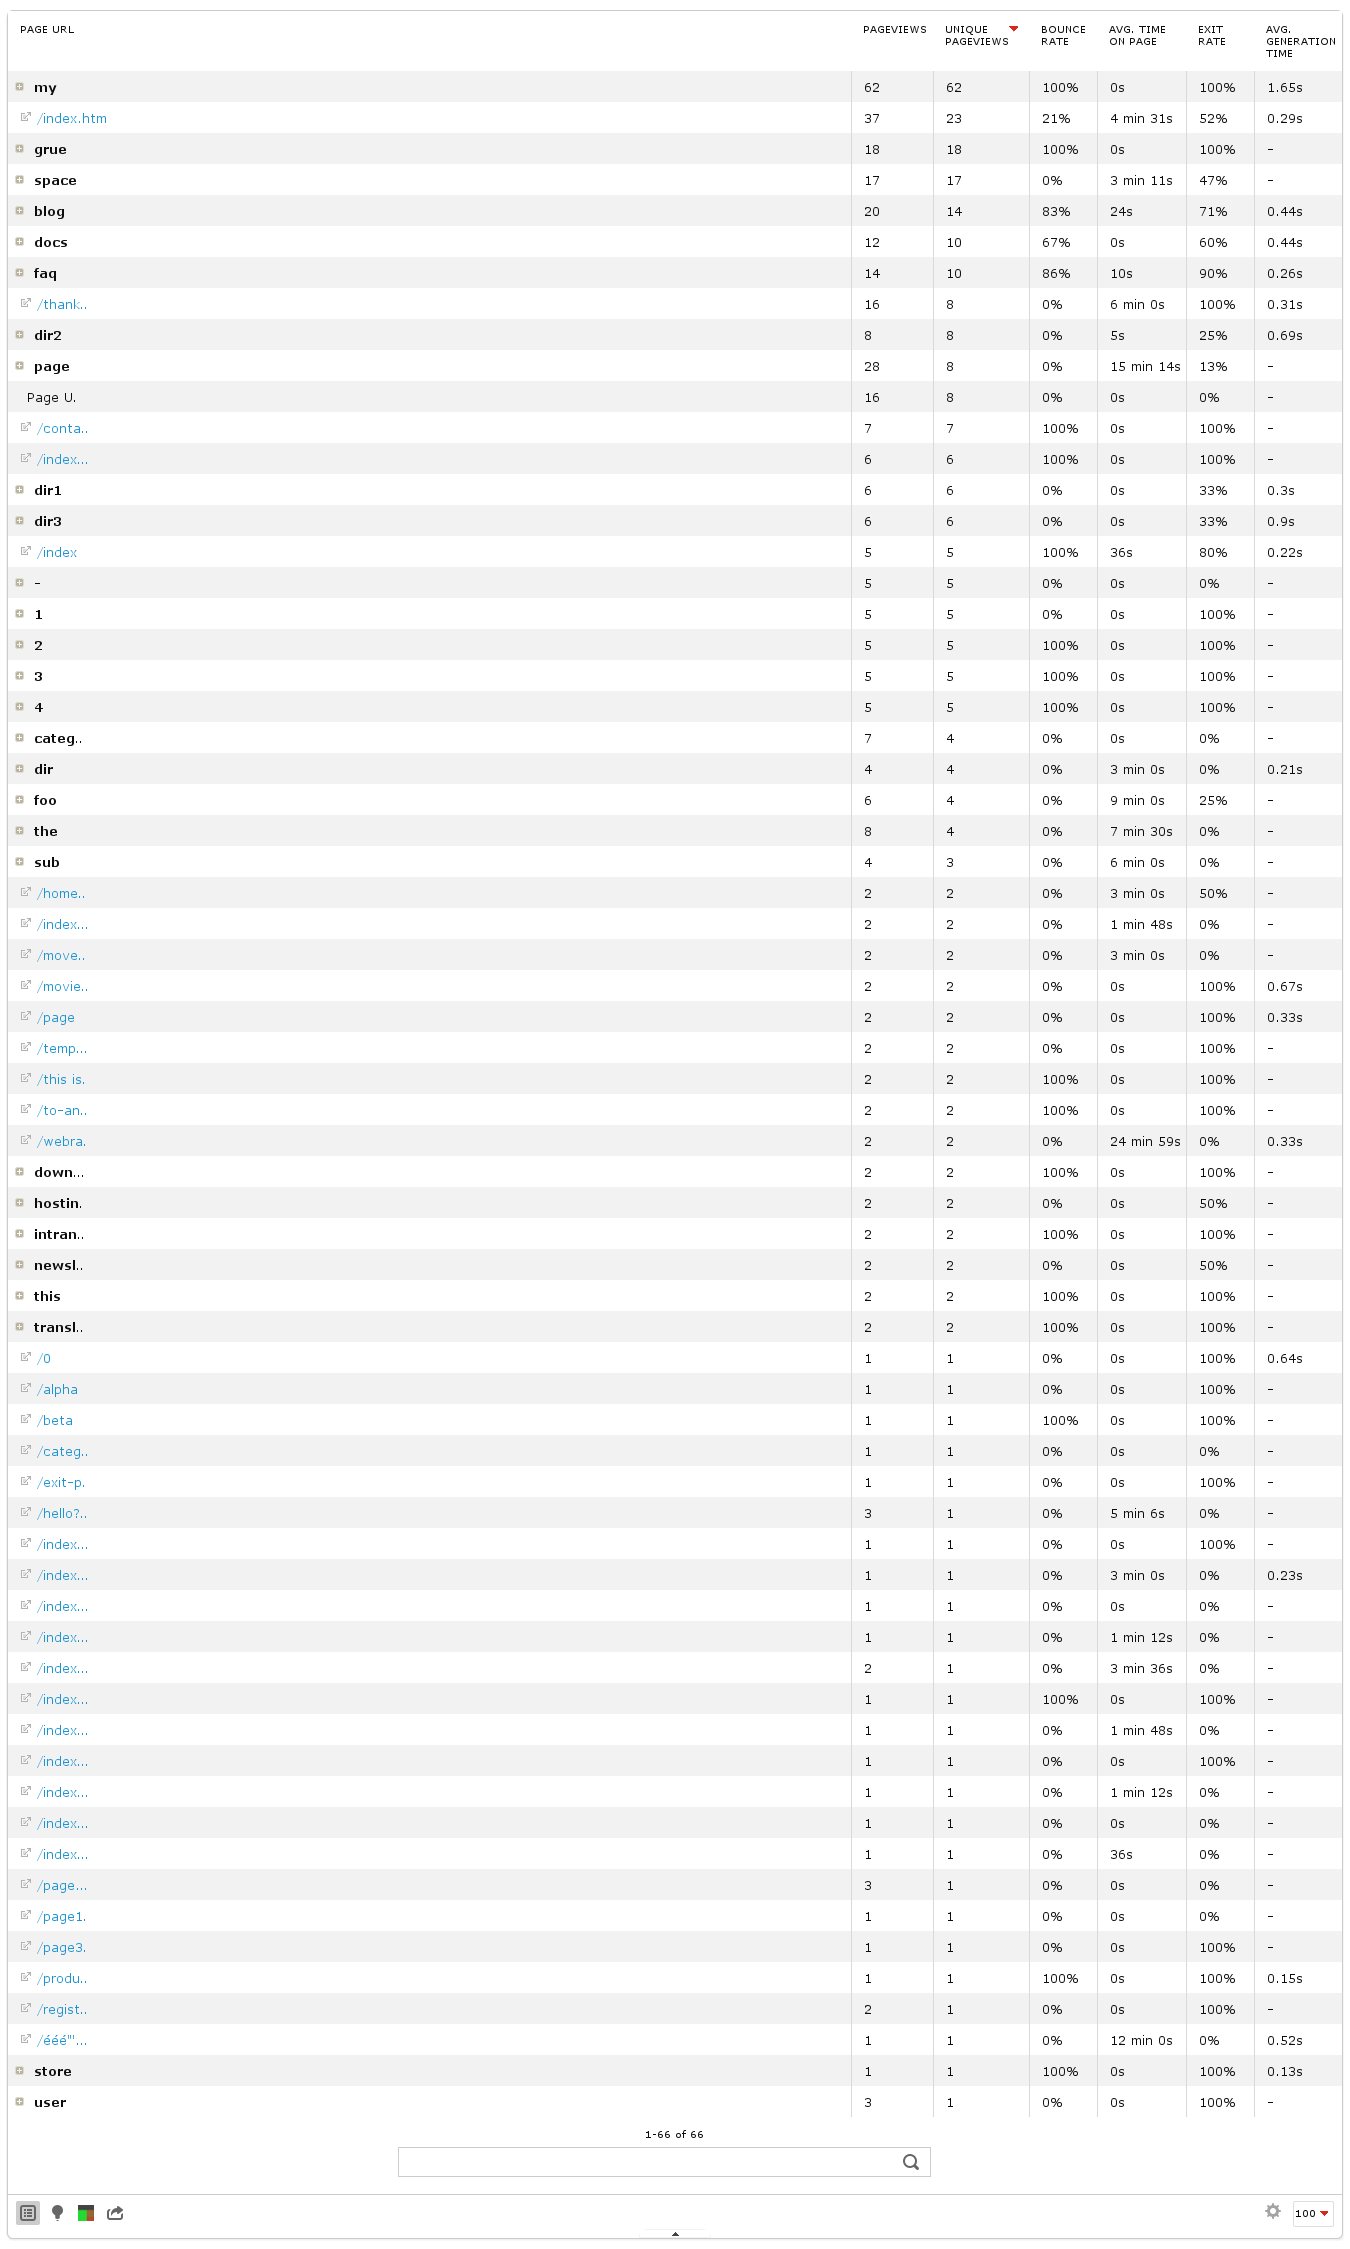 PAGE URL PAGEVIEWS UNIQUE PAGEVIEWS BOUNCE RATE AVG. TIME ON PAGE EXIT RATE AVG. GENERATION TIME
my 62 62 100% 0s 100% 1.65s
/index.htm 37 23 21% 4 min 31s 52% 0.29s
grue 18 18 100% 0s 100% -
space 17 17 0% 3 min 11s 47% -
blog 20 14 83% 24s 71% 0.44s
docs 12 10 67% 0s 60% 0.44s
faq 14 10 86% 10s 90% 0.26s
/thank.. 16 8 0% 6 min 0s 100% 0.31s
dir2 8 8 0% 5s 25% 0.69s
page 28 8 0% 15 min 14s 13% -
Page U. 16 8 0% 0s 0% -
/conta.. 7 7 100% 0s 100% -
/index... 6 6 100% 0s 100% -
dir1 6 6 0% 0s 33% 0.3s
dir3 6 6 0% 0s 33% 0.9s
/index 5 5 100% 36s 80% 0.22s
- 5 5 0% 0s 0% -
1 5 5 0% 0s 100% -
2 5 5 100% 0s 100% -
3 5 5 100% 0s 100% -
4 5 5 100% 0s 100% -
categ.. 7 4 0% 0s 0% -
dir 4 4 0% 3 min 0s 0% 0.21s
foo 6 4 0% 9 min 0s 25% -
the 8 4 0% 7 min 30s 0% -
sub 4 3 0% 6 min 0s 0% -
/home.. 2 2 0% 3 min 0s 50% -
/index... 2 2 0% 1 min 48s 0% -
/move.. 2 2 0% 3 min 0s 0% -
/movie.. 2 2 0% 0s 100% 0.67s
/page 2 2 0% 0s 100% 0.33s
/temp... 2 2 0% 0s 100% -
/this is. 2 2 100% 0s 100% -
/to-an.. 2 2 100% 0s 100% -
/webra. 2 2 0% 24 min 59s 0% 0.33s
down... 2 2 100% 0s 100% -
hostin. 2 2 0% 0s 50% -
intran.. 2 2 100% 0s 100% -
newsl.. 2 2 0% 0s 50% -
this 2 2 100% 0s 100% -
transl.. 2 2 100% 0s 100% -
/0 1 1 0% 0s 100% 0.64s
/alpha 1 1 0% 0s 100% -
/beta 1 1 100% 0s 100% -
/categ.. 1 1 0% 0s 0% -
/exit-p. 1 1 0% 0s 100% -
/hello?.. 3 1 0% 5 min 6s 0% -
/index... 1 1 0% 0s 100% -
/index... 1 1 0% 3 min 0s 0% 0.23s
/index... 1 1 0% 0s 0% -
/index... 1 1 0% 1 min 12s 0% -
/index... 2 1 0% 3 min 36s 0% -
/index... 1 1 100% 0s 100% -
/index... 1 1 0% 1 min 48s 0% -
/index... 1 1 0% 0s 100% -
/index... 1 1 0% 1 min 12s 0% -
/index... 1 1 0% 0s 0% -
/index... 1 1 0% 36s 0% -
/page... 3 1 0% 0s 0% -
/page1. 1 1 0% 0s 0% -
/page3. 1 1 0% 0s 100% -
/produ.. 1 1 100% 0s 100% 0.15s
/regist.. 2 1 0% 0s 100% -
/ééé"'... 1 1 0% 12 min 0s 0% 0.52s
store 1 1 100% 0s 100% 0.13s
user 3 1 0% 0s 100% -
1-66 of 66
100